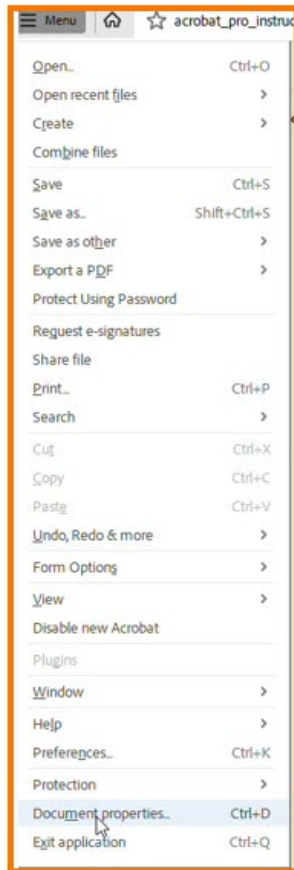 Menu acrobat_pro_instruc
Open... Ctrl+O
Open recent files
Create
Combine files
Save Ctrl+S
Save as... Shift+Ctrl+S
Save as other
Export a PDF
Protect Using Password
Request e-signatures
Share file
Print... Ctrl+P
Search
Cut Ctrl+X
Copy Ctrl+C
Paste Ctrl+V
Undo, Redo & more
Form Options
View
Disable new Acrobat
Plugins
Window
Help
Preferences... Ctrl+K
Protection
Document properties... Ctrl+D
Exit application Ctrl+Q